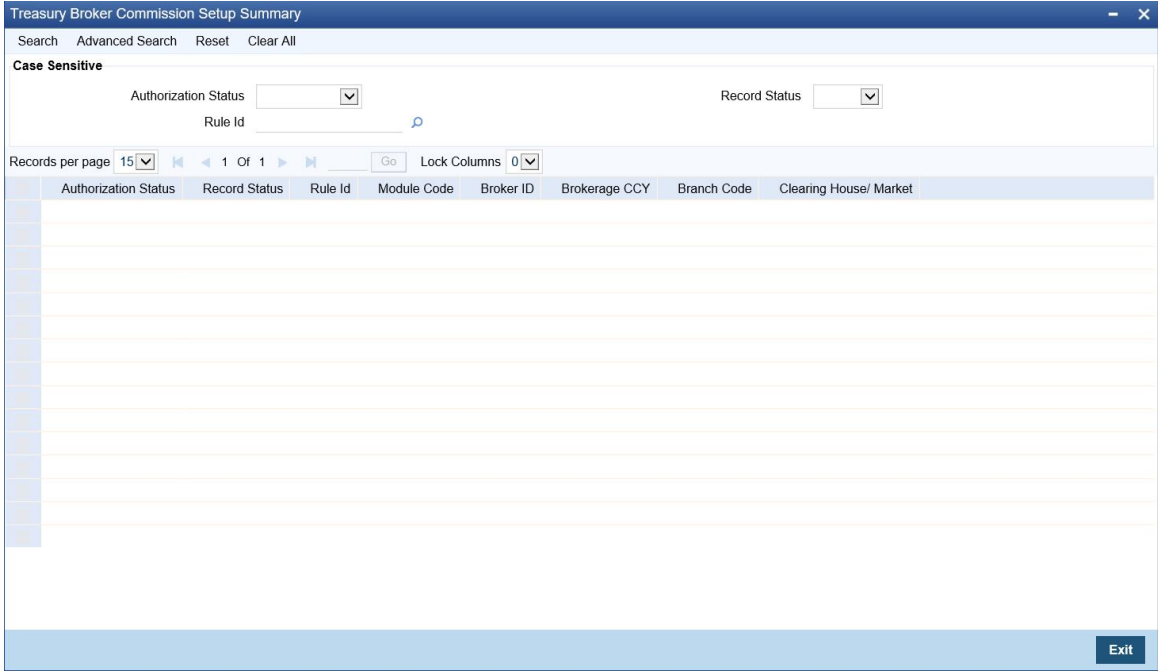 Treasury Broker Commission Setup Summary
Search Advanced Search Reset Clear All
Case Sensitive
Authorization Status Record Status
Rule Id
Records per page 15 1 Of 1 Go Lock Columns 0
Authorization Status Record Status Rule Id Module Code Broker ID Brokerage CCY Branch Code Clearing House/ Market
Exit